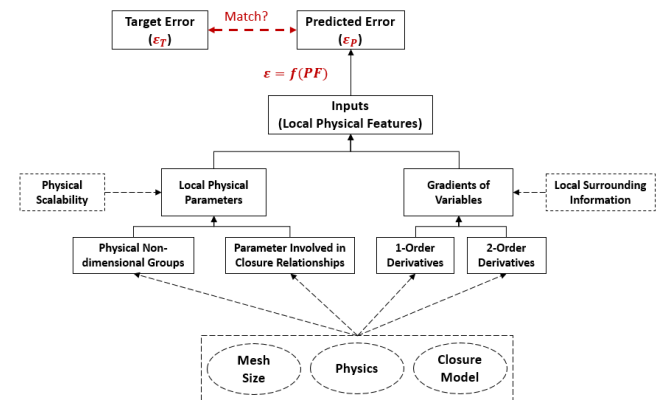 Target Error
(ε_T)
Match?
Predicted Error
(ε_P)
ε = f(PF)
Inputs
(Local Physical Features)
Physical
Scalability
Local Physical
Parameters
Gradients of
Variables
Local Surrounding
Information
Physical Non-
dimensional Groups
Parameter Involved in
Closure Relationships
1-Order
Derivatives
2-Order
Derivatives
Mesh
Size
Physics
Closure
Model